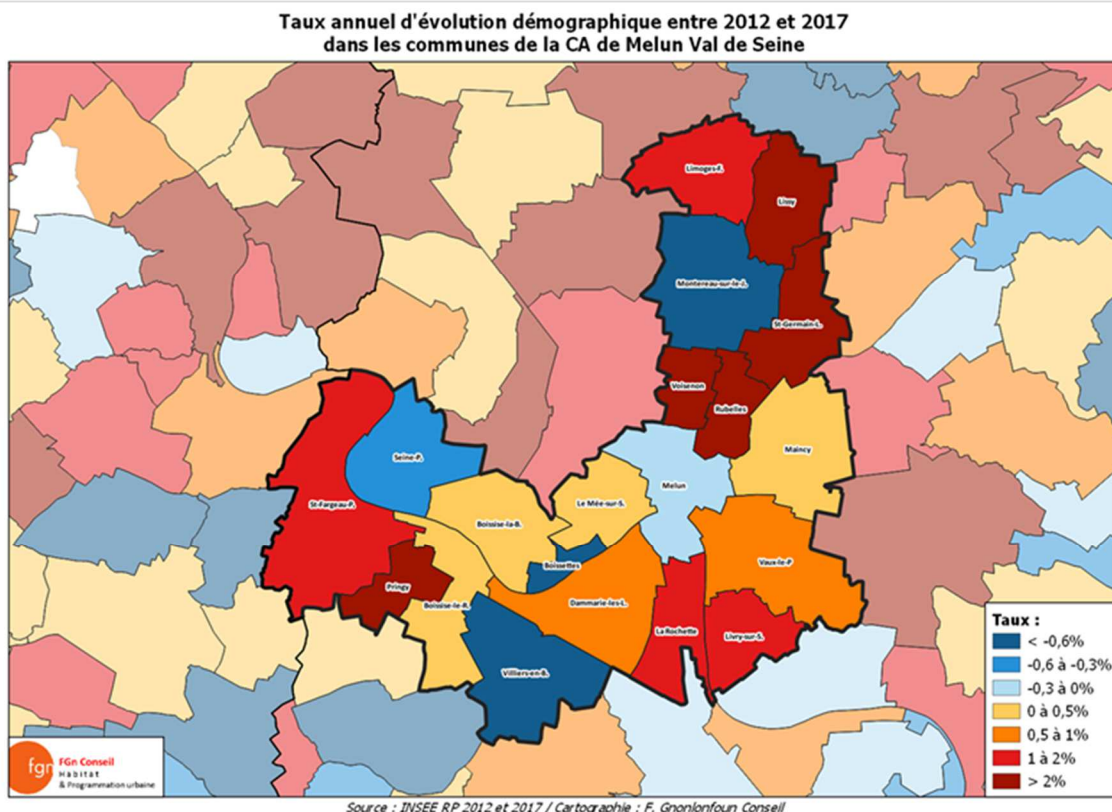 Taux annuel d'évolution démographique entre 2012 et 2017
dans les communes de la CA de Melun Val de Seine
Limoges-F.
Lissy
Montereau-sur-le-J.
St-Germain-L.
Voisenon
Rubelles
Maincy
Seine-P.
Melun
Le Mée-sur-S.
St-Fargeau-P.
Boissise-la-B.
Boissettes
Vaux-le-P
Pringy
Boissise-le-R.
Dammarie-les-L.
La Rochette
Livry-sur-S.
Villiers-en-B.
Taux :
< -0,6%
-0,6 à -0,3%
-0,3 à 0%
0 à 0,5%
0,5 à 1%
1 à 2%
> 2%
fgn
FGn Conseil
Habitat
& Programmation urbaine
Source : INSEE RP 2012 et 2017 / Cartographie : F. Gnonlonfoun Conseil